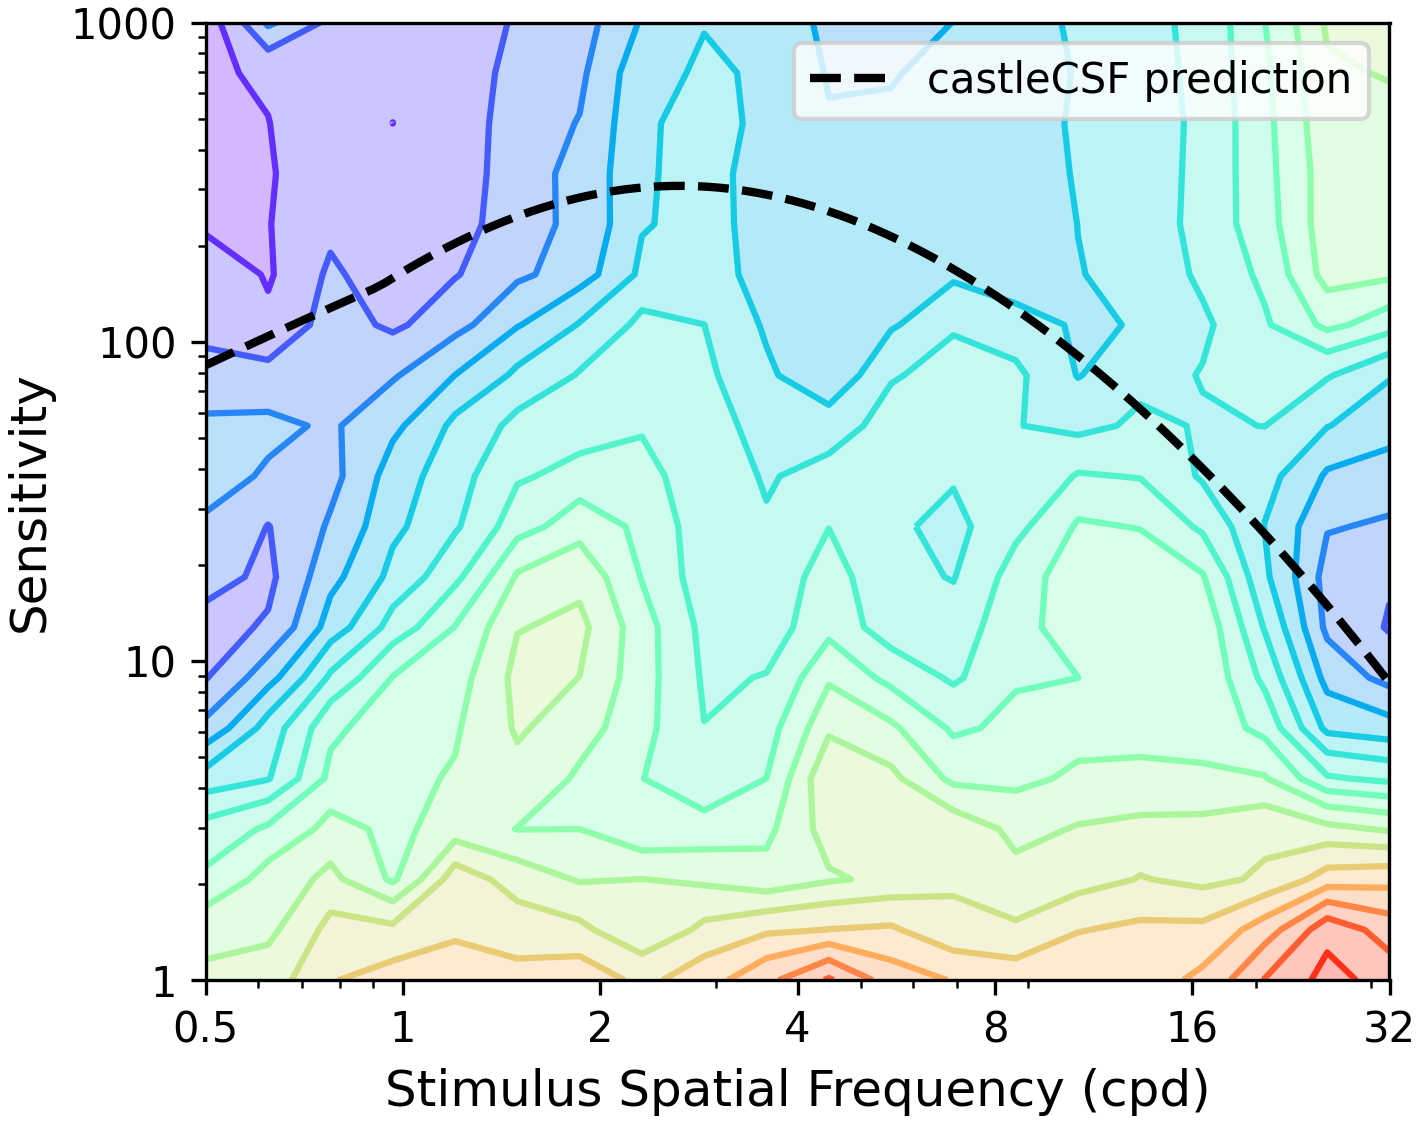 1000
100
10
1
Sensitivity
castleCSF prediction
0.5 1 2 4 8 16 32
Stimulus Spatial Frequency (cpd)